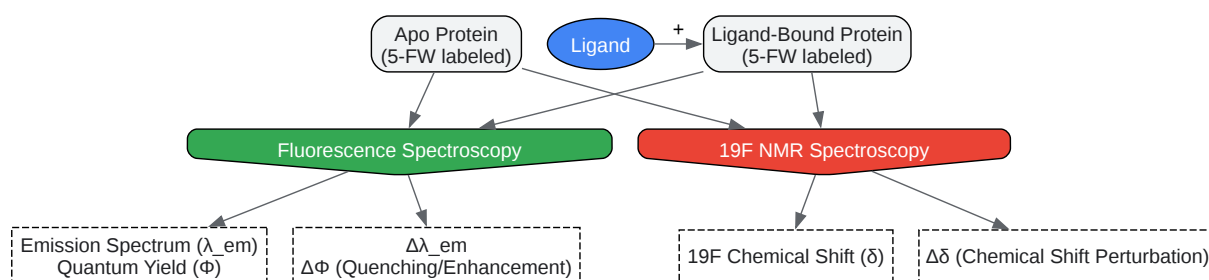 Apo Protein
(5-FW labeled)
Ligand
+
Ligand-Bound Protein
(5-FW labeled)
Fluorescence Spectroscopy
19F NMR Spectroscopy
Emission Spectrum (λ_em)
Quantum Yield (Φ)
Δλ_em
ΔΦ (Quenching/Enhancement)
19F Chemical Shift (δ)
Δδ (Chemical Shift Perturbation)